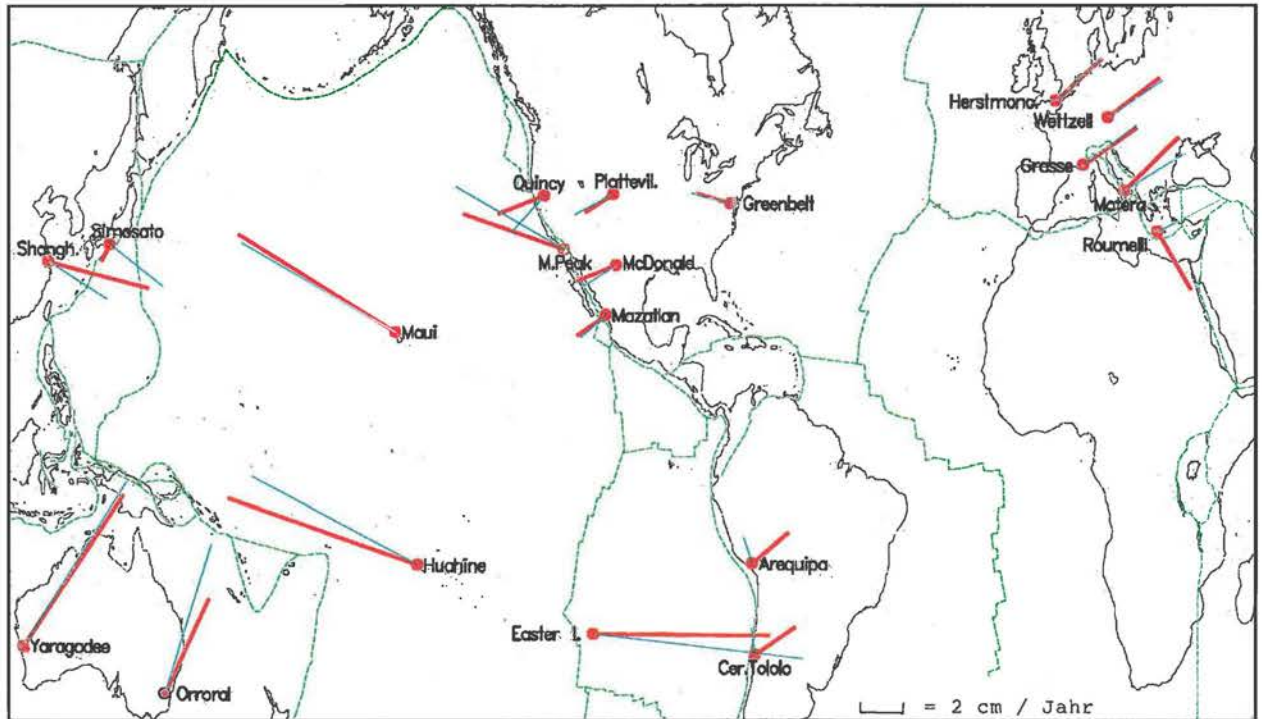 Herstmonc.
Wettzell
Grasse
Matera
Roumelli.
Quincy
Plattevil.
Greenbelt
Simosato
Shangh.
M.Peak
McDonald
Mazatlan
Maui
Huahine
Arequipa
Easter I.
Cer.Tololo
Yaragadee
Orroral
= 2 cm / Jahr